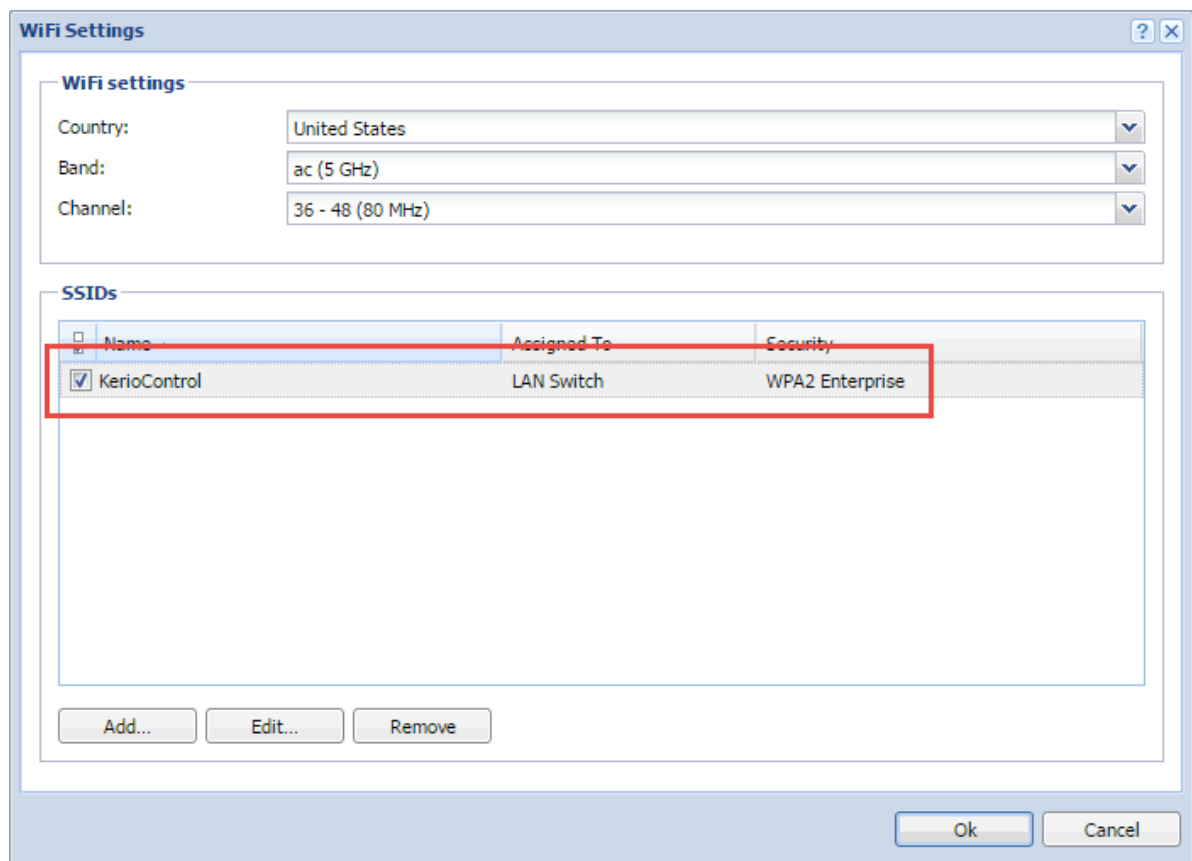 WiFi Settings
WiFi settings
Country: United States
Band: ac (5 GHz)
Channel: 36 - 48 (80 MHz)
SSIDs
Name Assigned To Security
KerioControl LAN Switch WPA2 Enterprise
Add... Edit... Remove
Ok Cancel